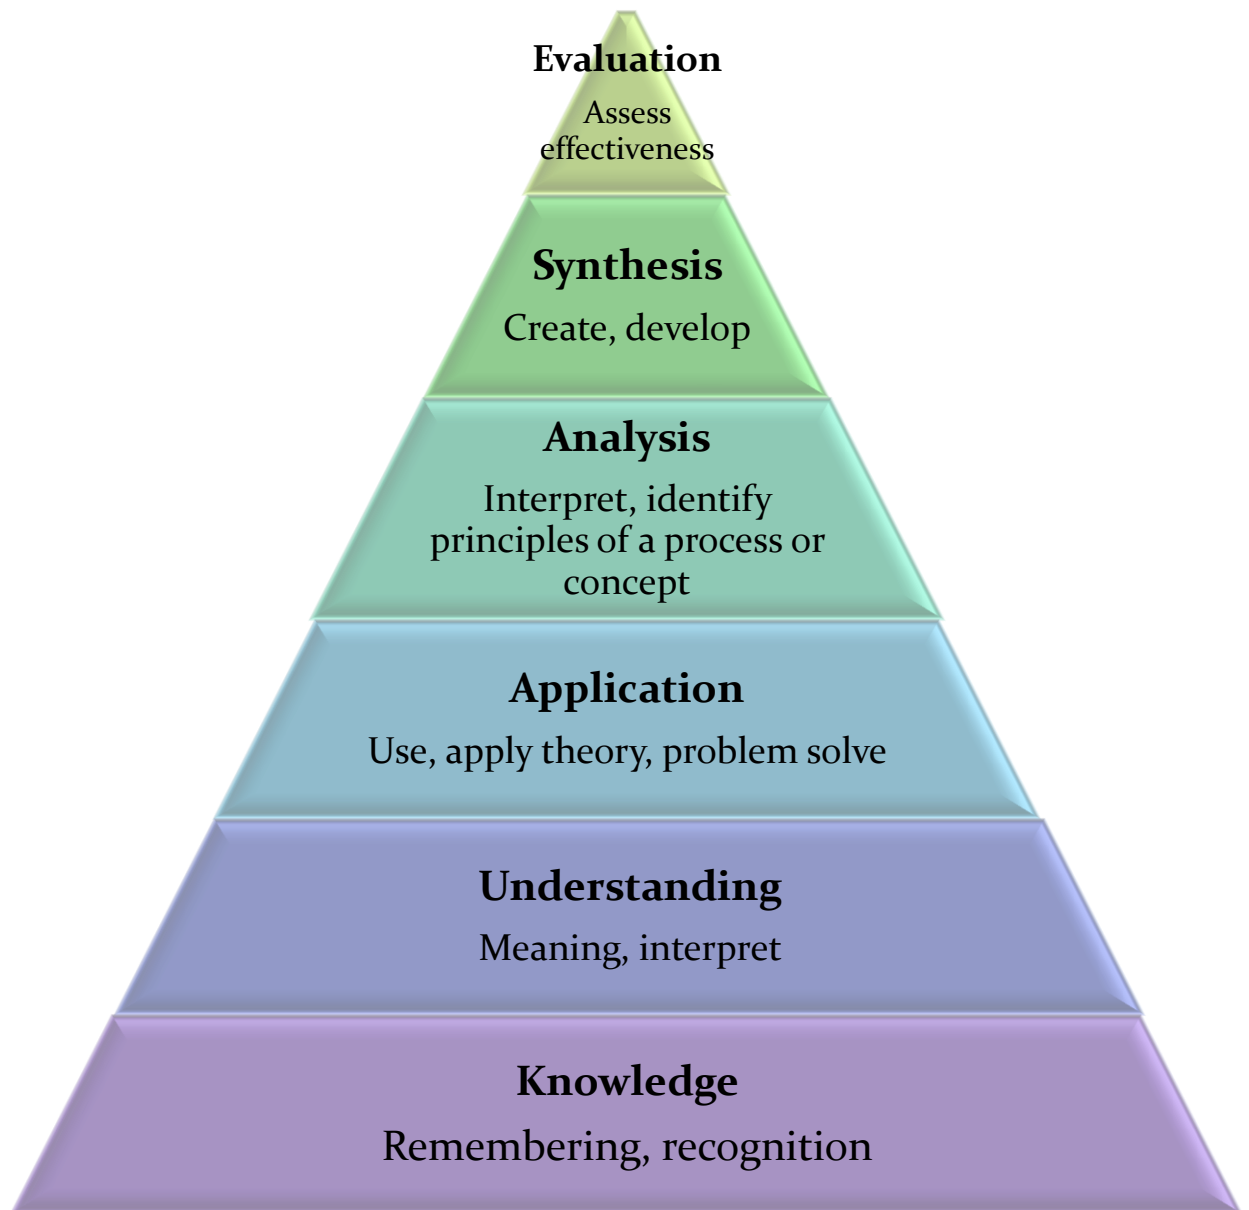 Evaluation
Assess
effectiveness
Synthesis
Create, develop
Analysis
Interpret, identify
principles of a process or
concept
Application
Use, apply theory, problem solve
Understanding
Meaning, interpret
Knowledge
Remembering, recognition